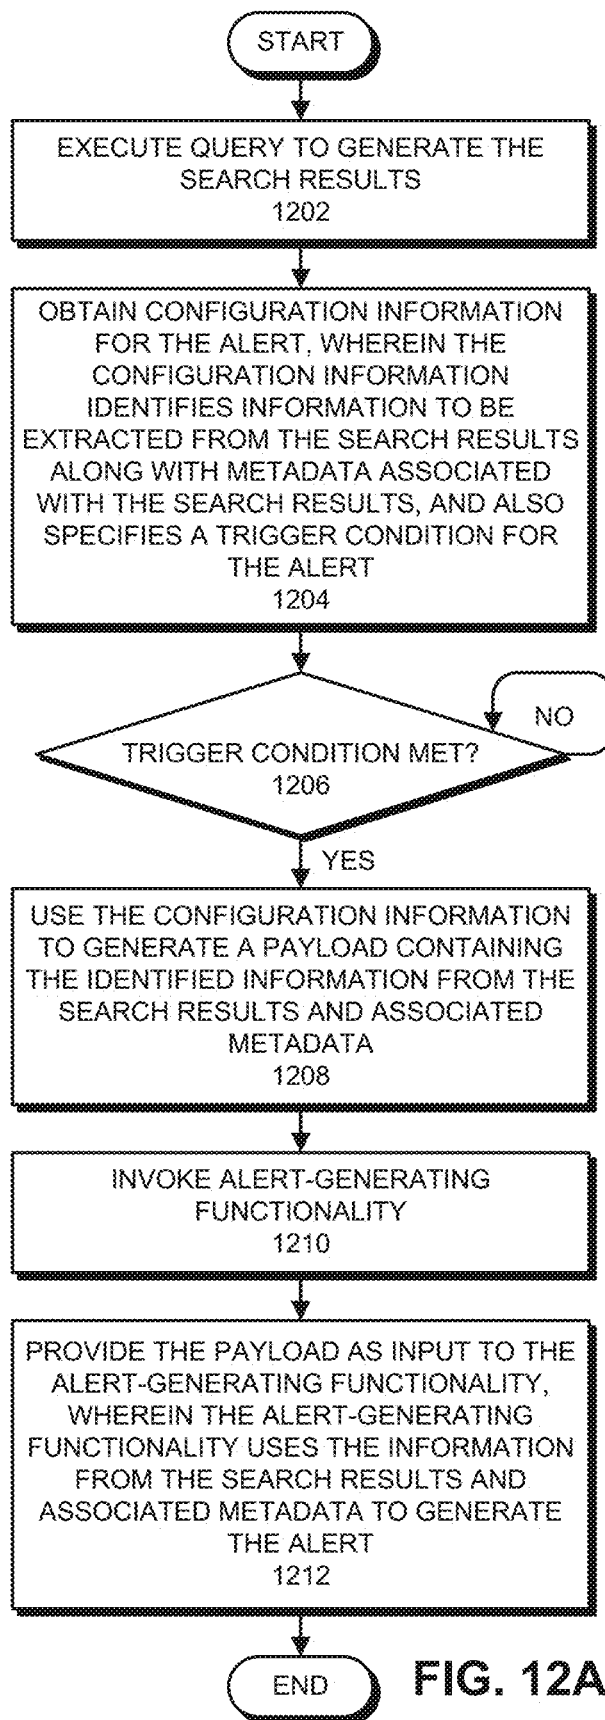 START
EXECUTE QUERY TO GENERATE THE
SEARCH RESULTS
1202
OBTAIN CONFIGURATION INFORMATION
FOR THE ALERT, WHEREIN THE
CONFIGURATION INFORMATION
IDENTIFIES INFORMATION TO BE
EXTRACTED FROM THE SEARCH RESULTS
ALONG WITH METADATA ASSOCIATED
WITH THE SEARCH RESULTS, AND ALSO
SPECIFIES A TRIGGER CONDITION FOR
THE ALERT
1204
NO
TRIGGER CONDITION MET?
1206
YES
USE THE CONFIGURATION INFORMATION
TO GENERATE A PAYLOAD CONTAINING
THE IDENTIFIED INFORMATION FROM THE
SEARCH RESULTS AND ASSOCIATED
METADATA
1208
INVOKE ALERT-GENERATING
FUNCTIONALITY
1210
PROVIDE THE PAYLOAD AS INPUT TO THE
ALERT-GENERATING FUNCTIONALITY,
WHEREIN THE ALERT-GENERATING
FUNCTIONALITY USES THE INFORMATION
FROM THE SEARCH RESULTS AND
ASSOCIATED METADATA TO GENERATE
THE ALERT
1212
END
FIG. 12A